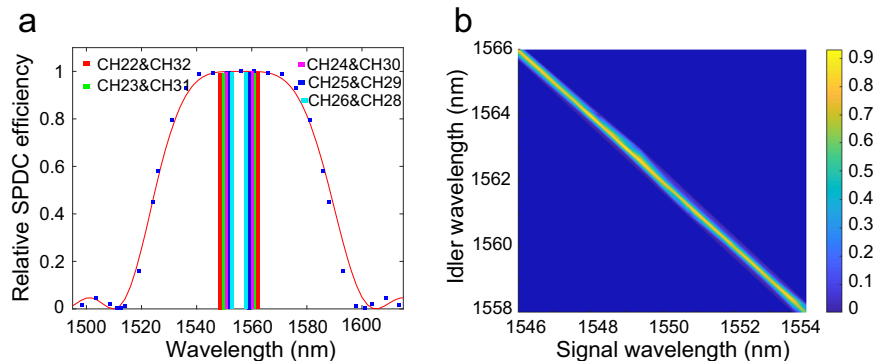 a
CH22&CH32
CH23&CH31
CH24&CH30
CH25&CH29
CH26&CH28
Relative SPDC efficiency
1
0.8
0.6
0.4
0.2
0
1500
1520
1540
1560
1580
1600
Wavelength (nm)
b
Idler wavelength (nm)
1566
1564
1562
1560
1558
1546
1548
1550
1552
1554
Signal wavelength (nm)
0.9
0.8
0.7
0.6
0.5
0.4
0.3
0.2
0.1
0